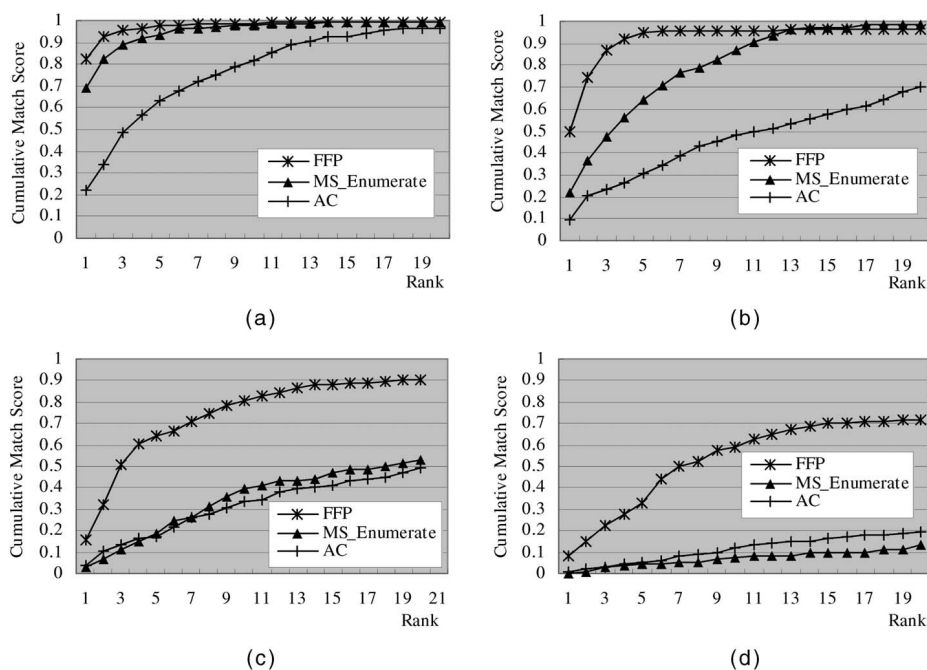 Cumulative Match Score
1
0.9
0.8
0.7
0.6
0.5
0.4
0.3
0.2
0.1
0
FFP
MS_Enumerate
AC
1 3 5 7 9 11 13 15 17 19
Rank
(a)
Cumulative Match Score
1
0.9
0.8
0.7
0.6
0.5
0.4
0.3
0.2
0.1
0
FFP
MS_Enumerate
AC
1 3 5 7 9 11 13 15 17 19
Rank
(b)
Cumulative Match Score
1
0.9
0.8
0.7
0.6
0.5
0.4
0.3
0.2
0.1
0
FFP
MS_Enumerate
AC
1 3 5 7 9 11 13 15 17 19 21
Rank
(c)
Cumulative Match Score
1
0.9
0.8
0.7
0.6
0.5
0.4
0.3
0.2
0.1
0
FFP
MS_Enumerate
AC
1 3 5 7 9 11 13 15 17 19
Rank
(d)